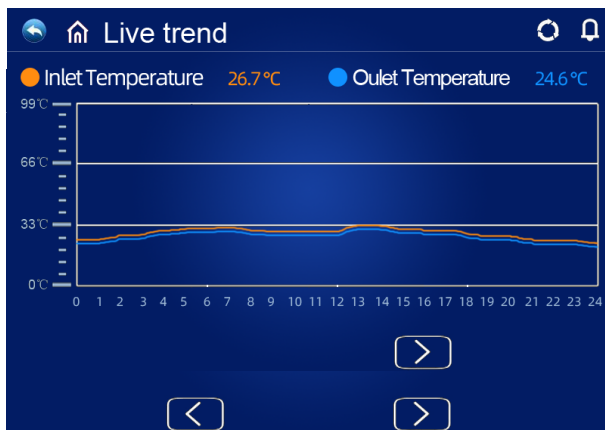 Live trend
Inlet Temperature 26.7℃ Oulet Temperature 24.6℃
99℃
66℃
33℃
0℃
0 1 2 3 4 5 6 7 8 9 10 11 12 13 14 15 16 17 18 19 20 21 22 23 24